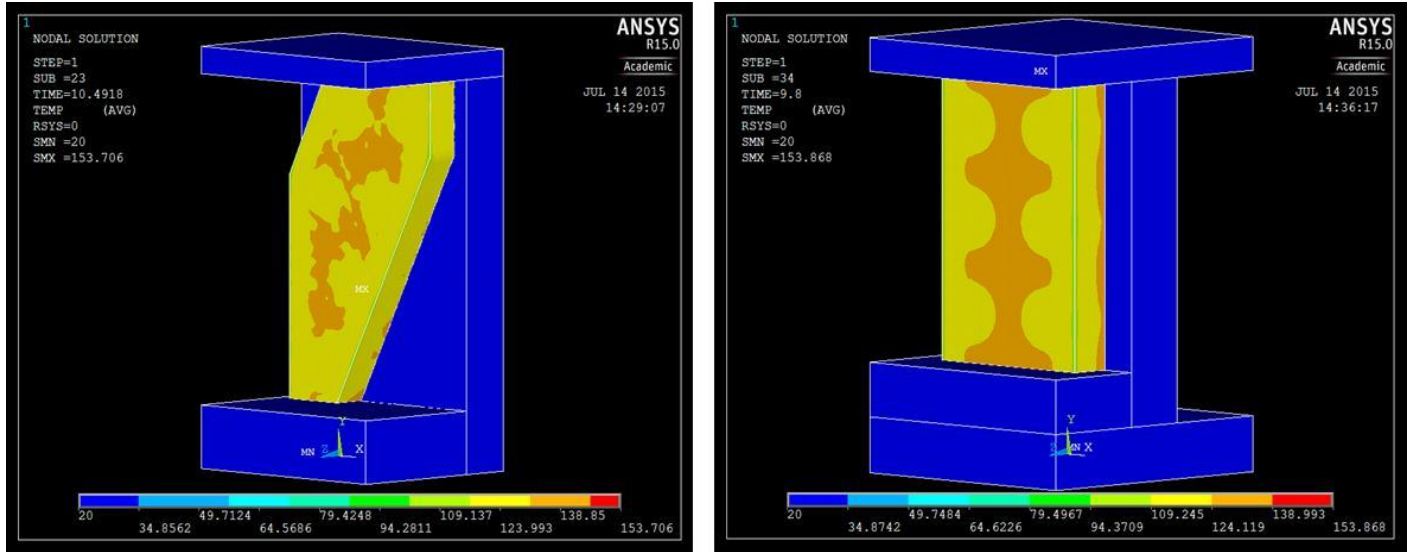 1
ANSYS
R15.0
Academic
JUL 14 2015
14:29:07
NODAL SOLUTION
STEP=1
SUB =23
TIME=10.4918
TEMP (AVG)
RSYS=0
SMN =20
SMX =153.706
MX
Y
MN Z X
20 49.7124 79.4248 109.137 138.85
34.8562 64.5686 94.2811 123.993 153.706
1
ANSYS
R15.0
Academic
JUL 14 2015
14:36:17
NODAL SOLUTION
STEP=1
SUB =34
TIME=9.8
TEMP (AVG)
RSYS=0
SMN =20
SMX =153.868
MX
Y
Z MN X
20 49.7484 79.4967 109.245 138.993
34.8742 64.6226 94.3709 124.119 153.868